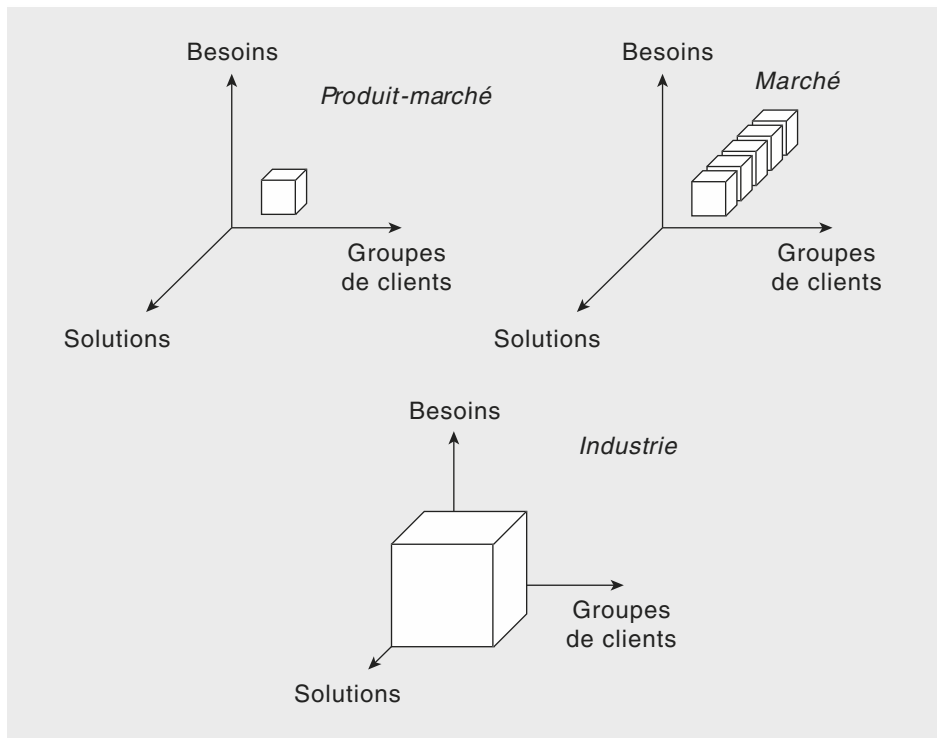 Besoins
Produit-marché
Groupes
de clients
Solutions
Besoins
Marché
Groupes
de clients
Solutions
Besoins
Industrie
Groupes
de clients
Solutions